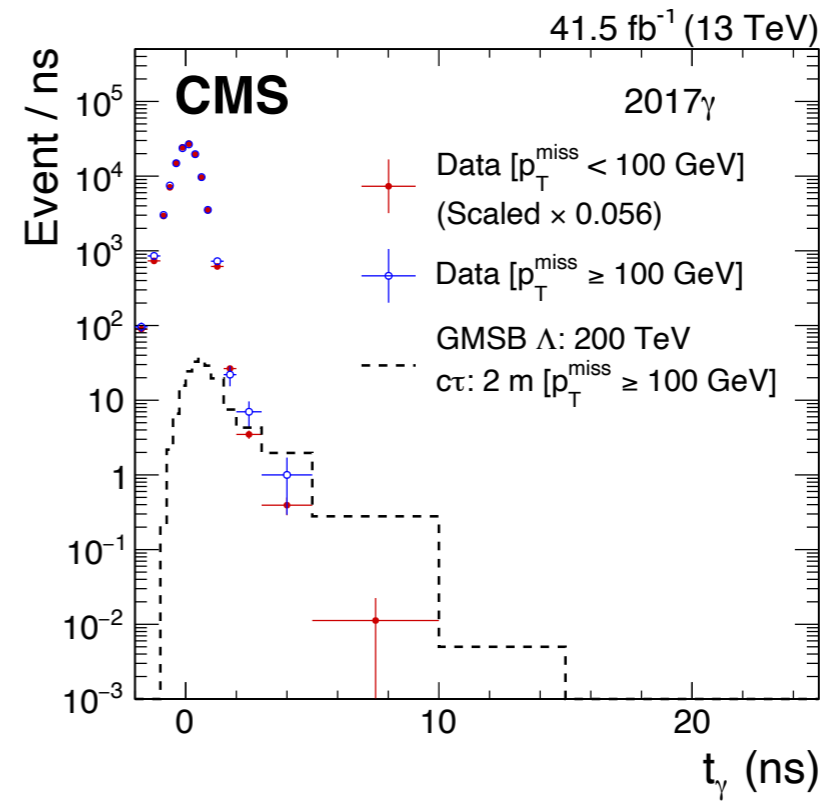 41.5 fb⁻¹ (13 TeV)
CMS
2017γ
Data [p_T^miss < 100 GeV]
(Scaled × 0.056)
Data [p_T^miss ≥ 100 GeV]
GMSB Λ: 200 TeV
cτ: 2 m [p_T^miss ≥ 100 GeV]
Event / ns
10⁵
10⁴
10³
10²
10
1
10⁻¹
10⁻²
10⁻³
0 10 20
t_γ (ns)